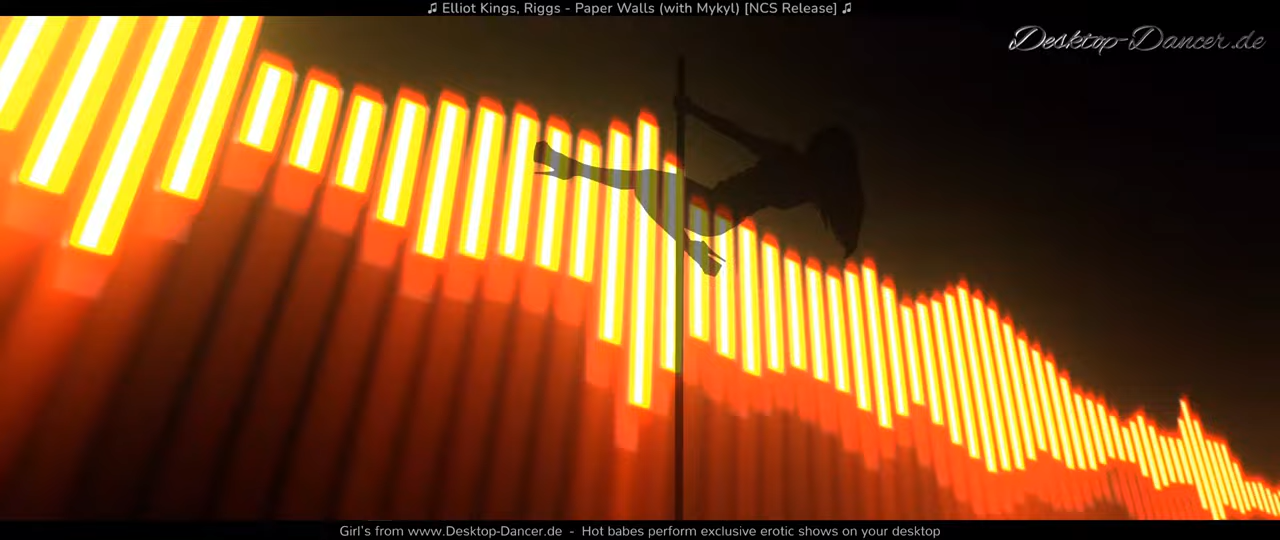 ♫ Elliot Kings, Riggs - Paper Walls (with Mykyl) [NCS Release] ♫
Desktop-Dancer.de
Girl's from www.Desktop-Dancer.de - Hot babes perform exclusive erotic shows on your desktop